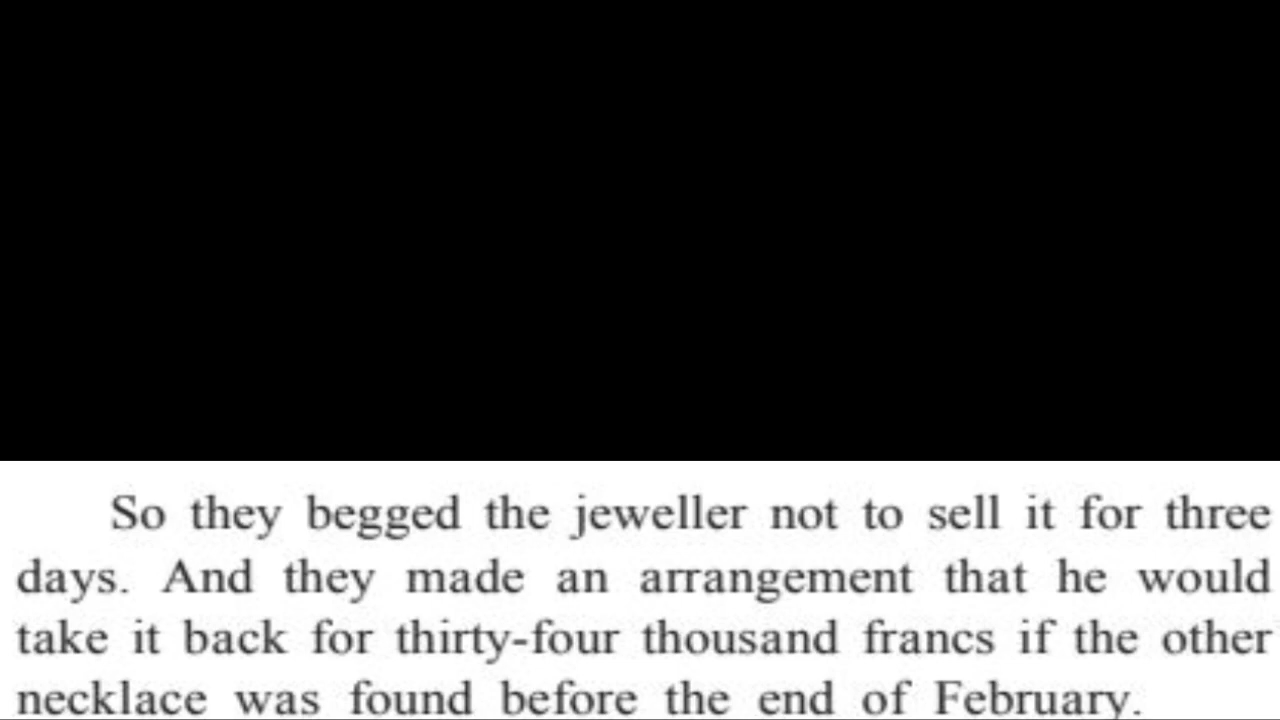 So they begged the jeweller not to sell it for three
days. And they made an arrangement that he would
take it back for thirty-four thousand francs if the other
necklace was found before the end of February.